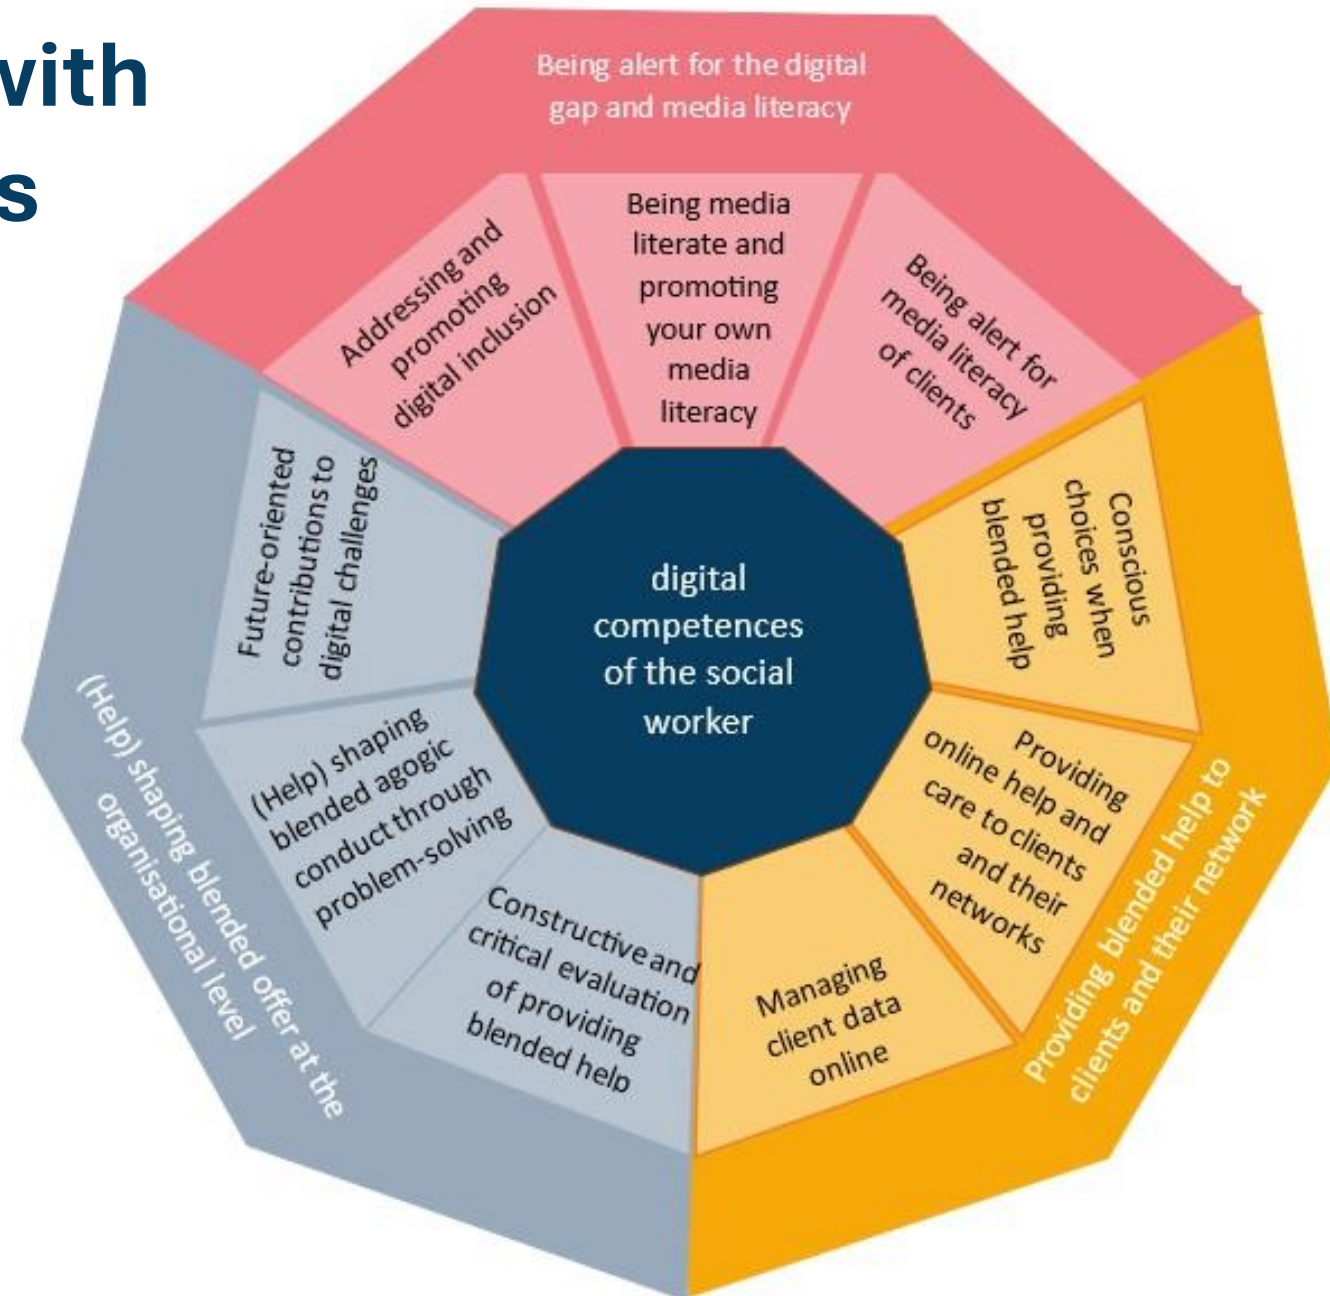 with
s
Being alert for the digital
gap and media literacy
Addressing and
promoting
digital inclusion
Being media
literate and
promoting
your own
media
literacy
Being alert for
media literacy
of clients
Conscious
choices when
providing
blended help
Providing
online help and
care to clients
and their
networks
Managing
client data
online
Providing blended help to
clients and their network
Constructive and
critical evaluation
of providing
blended help
(Help) shaping
blended agogic
conduct through
problem-solving
Future-oriented
contributions to
digital challenges
(Help) shaping blended offer at the
organisational level
digital
competences
of the social
worker